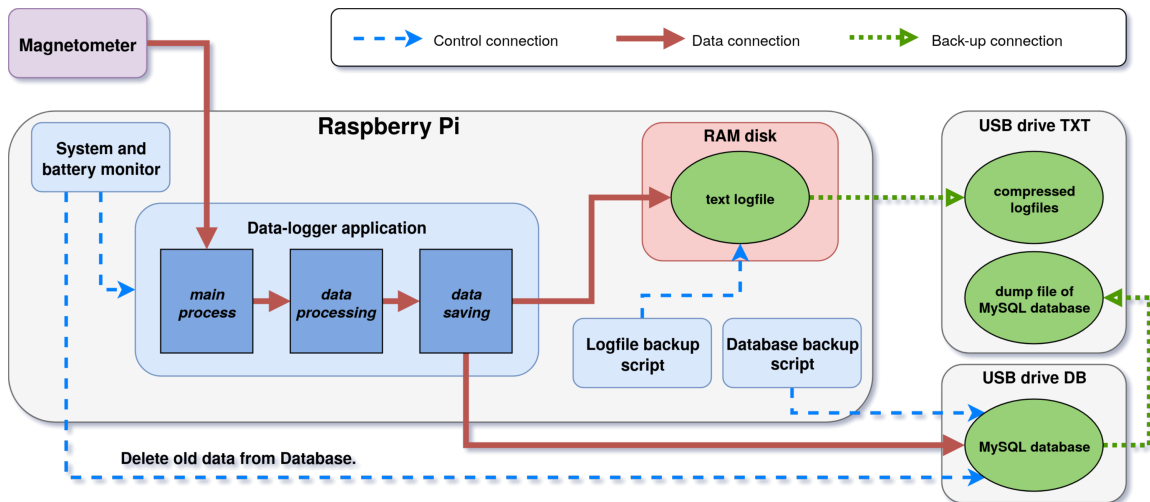 Magnetometer
Control connection
Data connection
Back-up connection
Raspberry Pi
System and
battery monitor
Data-logger application
main
process
data
processing
data
saving
RAM disk
text logfile
Logfile backup
script
Database backup
script
USB drive TXT
compressed
logfiles
dump file of
MySQL database
USB drive DB
MySQL database
Delete old data from Database.